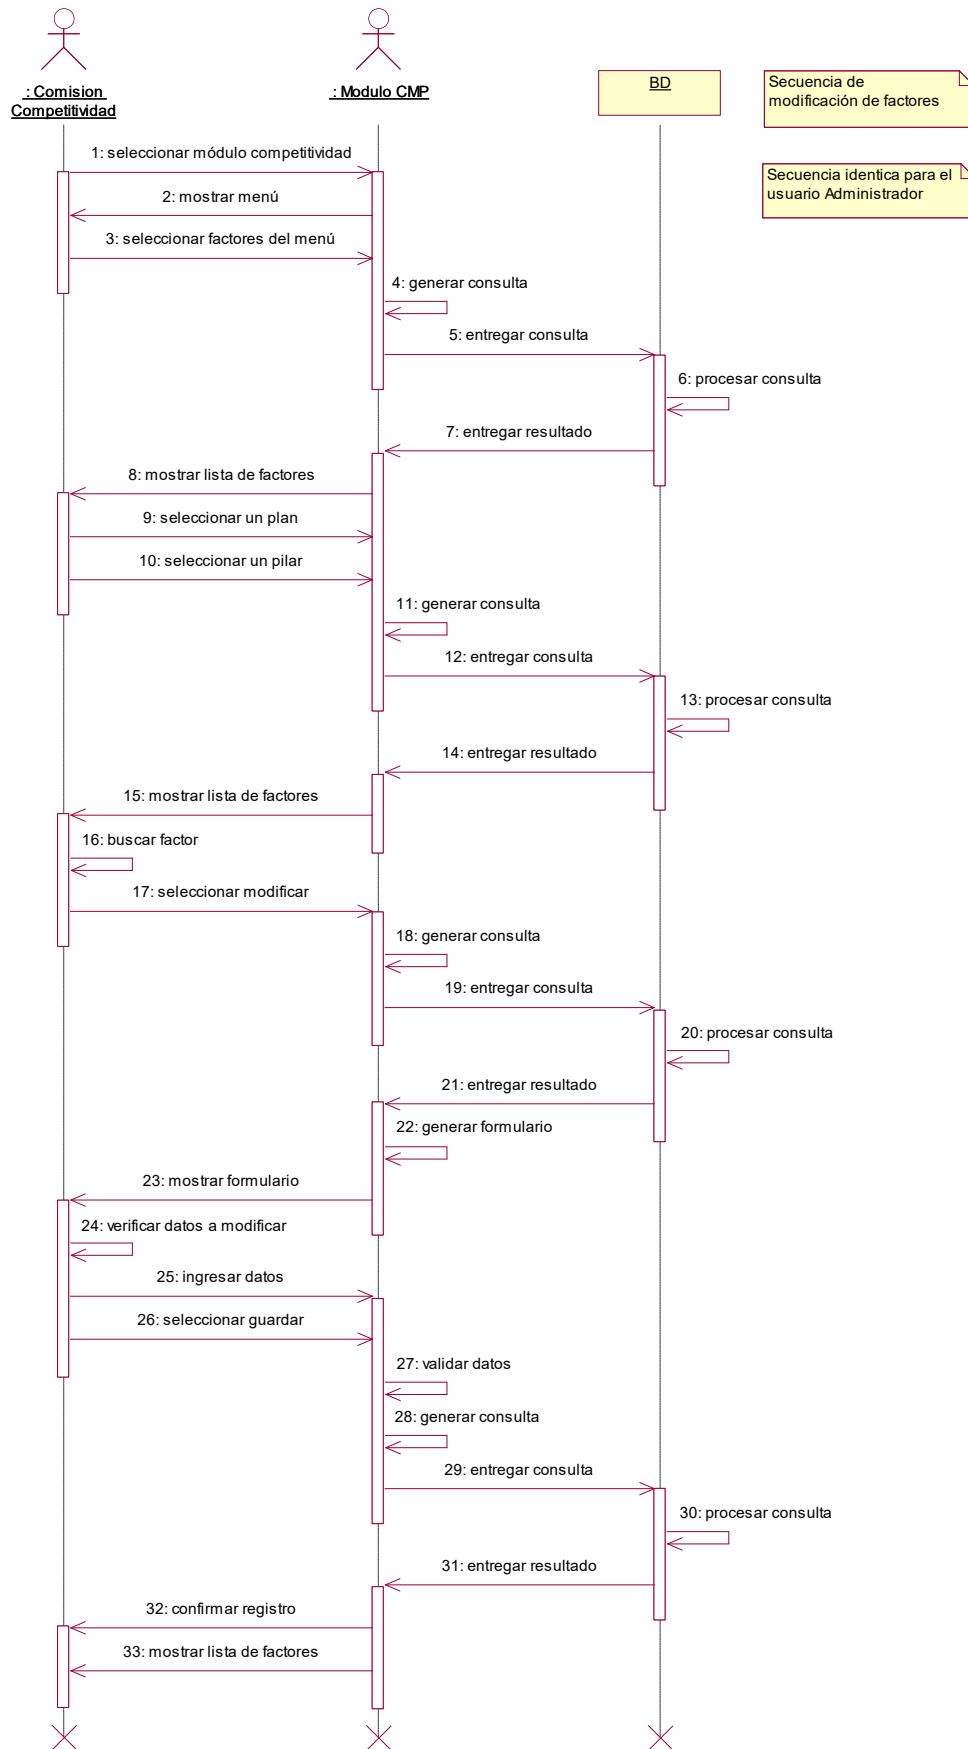 : Comision
Competitividad
: Modulo CMP
BD
Secuencia de
modificación de factores
Secuencia identica para el
usuario Administrador
1: seleccionar módulo competitividad
2: mostrar menú
3: seleccionar factores del menú
4: generar consulta
5: entregar consulta
6: procesar consulta
7: entregar resultado
8: mostrar lista de factores
9: seleccionar un plan
10: seleccionar un pilar
11: generar consulta
12: entregar consulta
13: procesar consulta
14: entregar resultado
15: mostrar lista de factores
16: buscar factor
17: seleccionar modificar
18: generar consulta
19: entregar consulta
20: procesar consulta
21: entregar resultado
22: generar formulario
23: mostrar formulario
24: verificar datos a modificar
25: ingresar datos
26: seleccionar guardar
27: validar datos
28: generar consulta
29: entregar consulta
30: procesar consulta
31: entregar resultado
32: confirmar registro
33: mostrar lista de factores